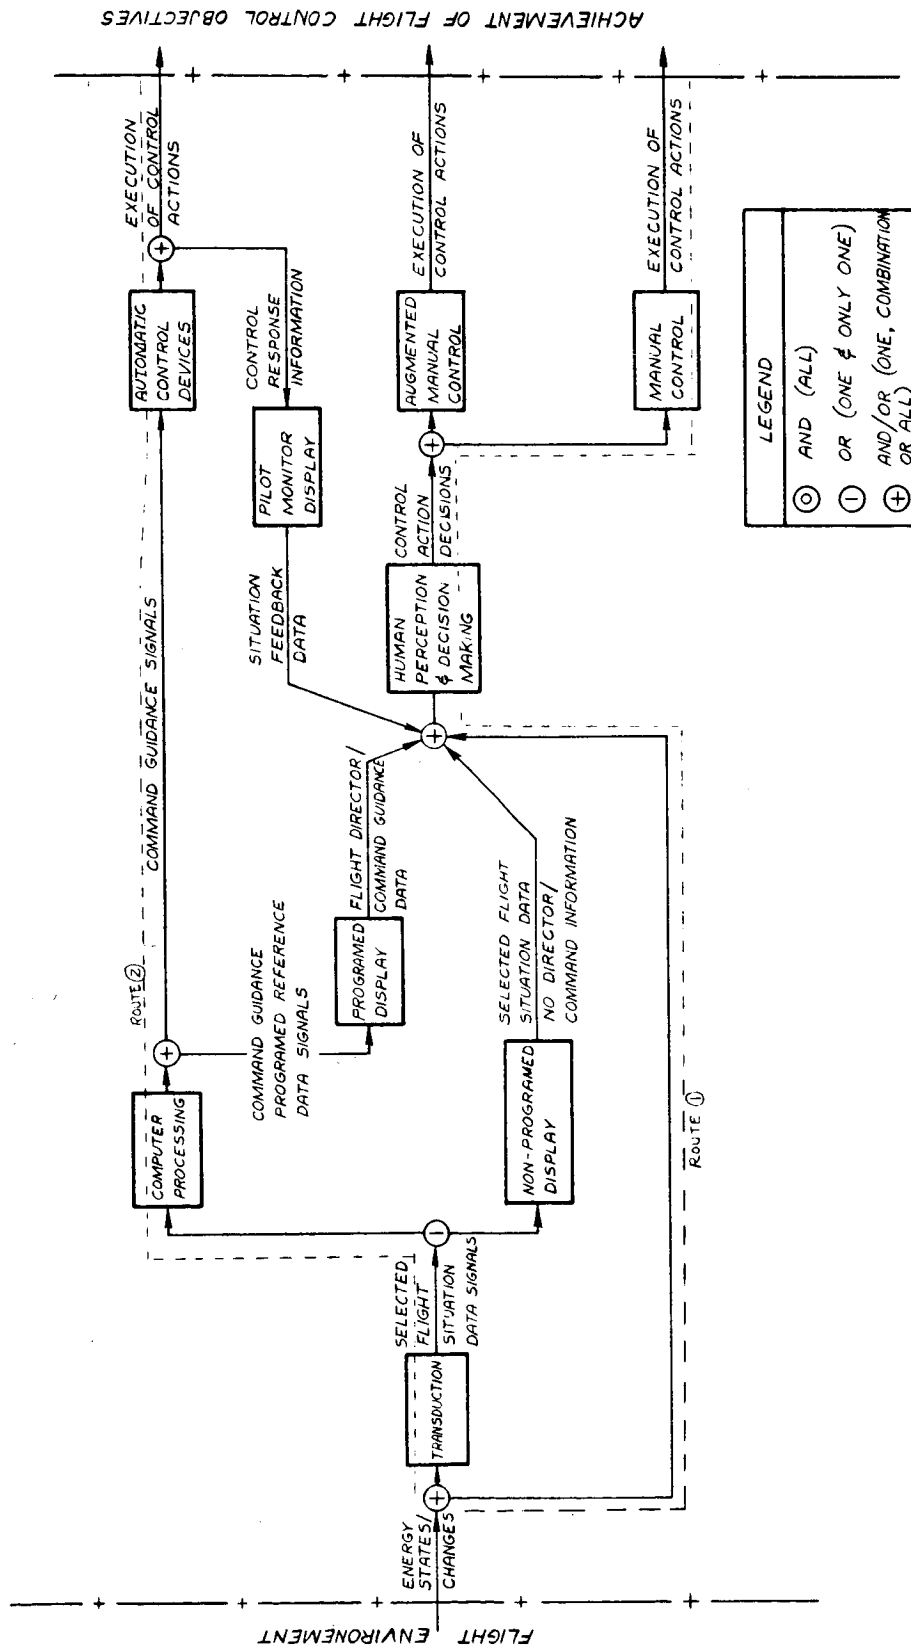 FLIGHT ENVIRONEMENT
ENERGY
STATES/
CHANGES
TRANSDUCTION
SELECTED
FLIGHT
SITUATION
DATA SIGNALS
COMPUTER
PROCESSING
NON-PROGRAMED
DISPLAY
ROUTE ②
ROUTE ①
COMMAND GUIDANCE
PROGRAMED REFERENCE
DATA SIGNALS
PROGRAMED
DISPLAY
SELECTED FLIGHT
SITUATION DATA
NO DIRECTOR/
COMMAND INFORMATION
FLIGHT DIRECTOR/
COMMAND GUIDANCE
DATA
COMMAND GUIDANCE SIGNALS
SITUATION
FEEDBACK
DATA
HUMAN
PERCEPTION
& DECISION
MAKING
PILOT
MONITOR
DISPLAY
CONTROL
ACTION
DECISIONS
CONTROL
RESPONSE
INFORMATION
AUTOMATIC
CONTROL
DEVICES
AUGMENTED
MANUAL
CONTROL
MANUAL
CONTROL
EXECUTION
OF CONTROL
ACTIONS
EXECUTION OF
CONTROL ACTIONS
EXECUTION OF
CONTROL ACTIONS
ACHIEVEMENT OF FLIGHT CONTROL OBJECTIVES
LEGEND
AND (ALL)
OR (ONE & ONLY ONE)
AND/OR (ONE, COMBINATION
OR ALL)